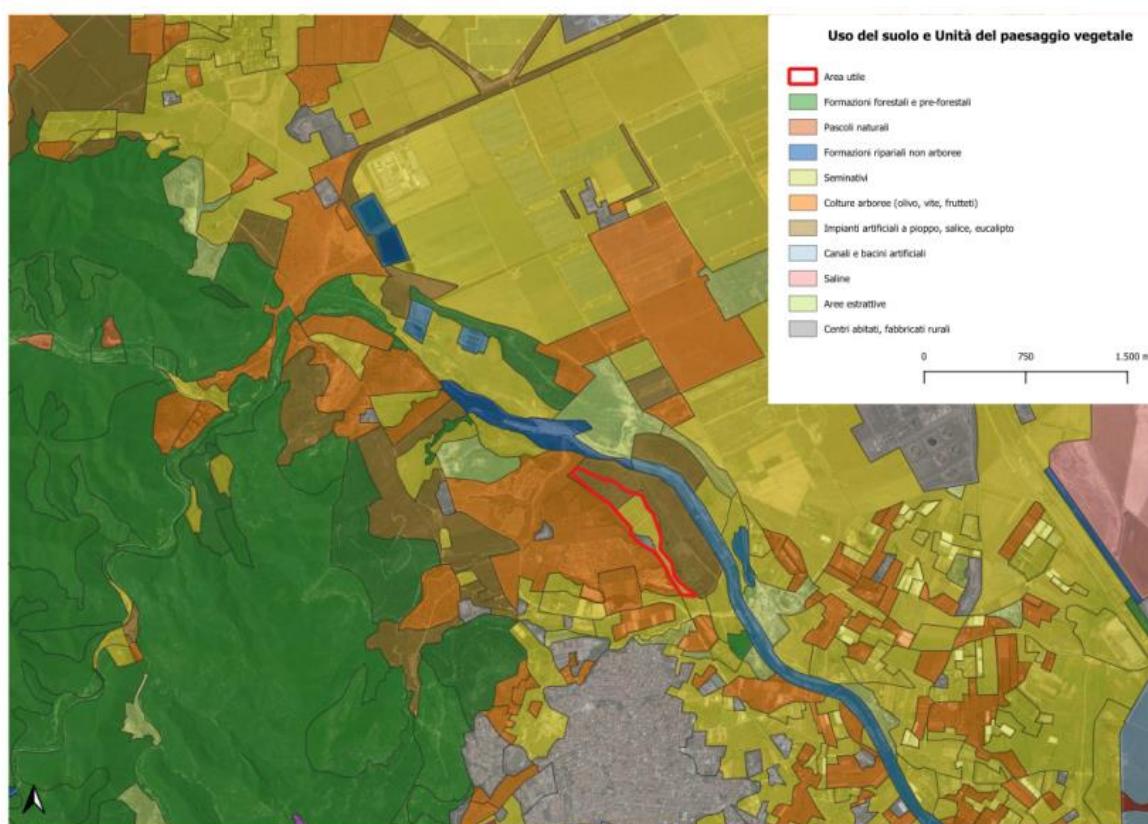 Uso del suolo e Unità del paesaggio vegetale
Area utile
Formazioni forestali e pre-forestali
Pascoli naturali
Formazioni ripariali non arboree
Seminativi
Colture arboree (olivo, vite, frutteti)
Impianti artificiali a pioppo, salice, eucalipto
Canali e bacini artificiali
Saline
Aree estrattive
Centri abitati, fabbricati rurali
0 750 1.500 m